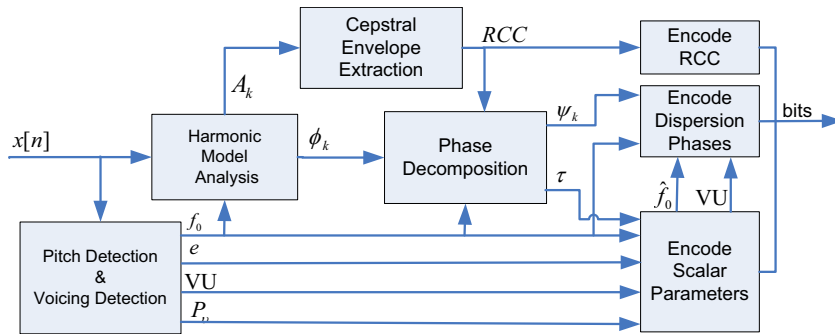 Cepstral
Envelope
Extraction
RCC
Encode
RCC
A_k
x[n]
Harmonic
Model
Analysis
ϕ_k
Phase
Decomposition
ψ_k
τ
Encode
Dispersion
Phases
bits
f̂_0
VU
Pitch Detection
&
Voicing Detection
f_0
e
VU
P_υ
Encode
Scalar
Parameters